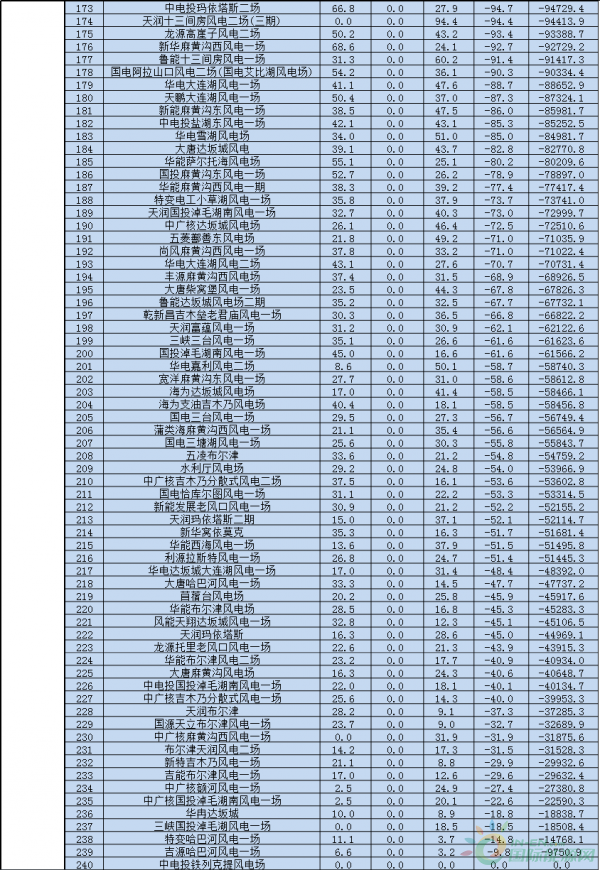 173 中电投玛依塔斯二场 66.8 0.0 27.9 -94.7 -94729.4
174 天润十三间房风电二场(三期) 0.0 0.0 94.4 -94.4 -94413.9
175 龙源高崖子风电二场 50.2 0.0 43.2 -93.4 -93388.7
176 新华麻黄沟西风电一场 68.6 0.0 24.1 -92.7 -92729.2
177 鲁能十三间房风电一场 31.3 0.0 60.2 -91.4 -91417.3
178 国电阿拉山口风电二场(国电艾比湖风电场) 54.2 0.0 36.1 -90.3 -90334.4
179 华电大连湖风电一场 41.1 0.0 47.6 -88.7 -88652.9
180 天鹏大连湖风电一场 50.4 0.0 37.0 -87.3 -87324.1
181 新能麻黄沟东风电一场 38.5 0.0 47.5 -86.0 -85981.7
182 中电投盐湖东风电一场 42.1 0.0 43.1 -85.3 -85252.5
183 华电雪湖风电场 34.0 0.0 51.0 -85.0 -84981.7
184 大唐达坂城风电 39.1 0.0 43.7 -82.8 -82770.8
185 华能萨尔托海风电场 55.1 0.0 25.1 -80.2 -80209.6
186 国投麻黄沟东风电一场 52.7 0.0 26.2 -78.9 -78897.0
187 华能麻黄沟西风电一期 38.3 0.0 39.2 -77.4 -77417.4
188 特变电工小草湖风电一场 35.8 0.0 37.9 -73.7 -73741.0
189 天润国投淖毛湖南风电一场 32.7 0.0 40.3 -73.0 -72999.7
190 中广核达坂城风电场 26.1 0.0 46.4 -72.5 -72510.6
191 五菱鄯善东风电场 21.8 0.0 49.2 -71.0 -71035.9
192 尚风麻黄沟西风电一场 37.8 0.0 33.2 -71.0 -71022.4
193 华电大连湖风电二场 43.1 0.0 27.6 -70.7 -70731.4
194 丰源麻黄沟西风电场 37.4 0.0 31.5 -68.9 -68926.5
195 大唐柴窝堡风电一场 23.5 0.0 44.3 -67.8 -67826.3
196 鲁能达坂城风电场二期 35.2 0.0 32.5 -67.7 -67732.1
197 乾新昌吉木垒老君庙风电一场 30.3 0.0 36.5 -66.8 -66822.2
198 天润富蕴风电一场 31.2 0.0 30.9 -62.1 -62122.6
199 三峡三台风电一场 35.1 0.0 26.6 -61.6 -61623.6
200 国投淖毛湖南风电一场 45.0 0.0 16.6 -61.6 -61566.2
201 华电嘉利风电二场 8.6 0.0 50.1 -58.7 -58740.3
202 宽洋麻黄沟东风电一场 27.7 0.0 31.0 -58.6 -58612.8
203 海为达坂城风电场 17.0 0.0 41.4 -58.5 -58466.1
204 海为支油吉木乃风电场 40.4 0.0 18.1 -58.5 -58456.8
205 国电三台风电一场 29.5 0.0 27.3 -56.7 -56749.4
206 蒲类海麻黄沟西风电一场 21.1 0.0 35.4 -56.6 -56564.9
207 国电三塘湖风电一场 25.6 0.0 30.3 -55.8 -55843.7
208 五凌布尔津 33.6 0.0 21.2 -54.8 -54759.2
209 水利厅风电场 29.2 0.0 24.8 -54.0 -53966.9
210 中广核吉木乃分散式风电二场 37.5 0.0 16.1 -53.6 -53602.8
211 国电恰库尔图风电一场 31.1 0.0 22.2 -53.3 -53314.5
212 新能发展老风口风电一场 30.9 0.0 21.2 -52.2 -52155.2
213 天润玛依塔斯二期 15.0 0.0 37.1 -52.1 -52114.7
214 新华窝依莫克 35.3 0.0 16.3 -51.7 -51681.4
215 华能西海风电一场 13.6 0.0 37.9 -51.5 -51495.8
216 利源拉斯特风电一场 26.8 0.0 24.7 -51.4 -51445.3
217 华电达坂城大连湖风电一场 17.0 0.0 31.4 -48.4 -48392.0
218 大唐哈巴河风电一场 33.3 0.0 14.5 -47.7 -47737.2
219 苜蓿台风电场 20.2 0.0 25.8 -45.9 -45917.6
220 华能布尔津风电场 28.5 0.0 16.8 -45.3 -45283.3
221 风能天翔达坂城风电一场 32.8 0.0 12.3 -45.1 -45106.5
222 天润玛依塔斯 16.3 0.0 28.6 -45.0 -44969.1
223 龙源托里老风口风电一场 22.6 0.0 21.3 -43.9 -43915.3
224 华能布尔津风电二场 23.2 0.0 17.7 -40.9 -40934.0
225 大唐麻黄沟风电场 16.3 0.0 24.3 -40.6 -40648.7
226 中电投国投淖毛湖南风电一场 22.0 0.0 18.1 -40.1 -40134.7
227 中广核吉木乃分散式风电一场 25.6 0.0 14.3 -40.0 -39953.3
228 天润布尔津 28.2 0.0 9.1 -37.3 -37285.3
229 国源天立布尔津风电一场 23.7 0.0 9.0 -32.7 -32689.9
230 中广核麻黄沟西风电一场 0.0 0.0 31.9 -31.9 -31875.6
231 布尔津天润风电二场 14.2 0.0 17.3 -31.5 -31528.3
232 新特吉木乃风电一场 21.1 0.0 8.8 -29.9 -29932.6
233 吉能布尔津风电一场 17.0 0.0 12.6 -29.6 -29632.4
234 中广核额河风电一场 2.5 0.0 24.9 -27.4 -27380.8
235 中广核国投淖毛湖南风电一场 2.5 0.0 20.1 -22.6 -22590.3
236 华冉达坂城 10.0 0.0 8.9 -18.8 -18838.7
237 三峡国投淖毛湖风电一场 0.0 0.0 18.5 -18.5 -18508.4
238 特变哈巴河风电一场 11.1 0.0 3.7 -14.8 -14768.1
239 吉源哈巴河风电一场 6.6 0.0 3.2 -9.8 -9750.9
240 中电投铁列克提风电场 0.0 0.0 0.0 0.0 0.0